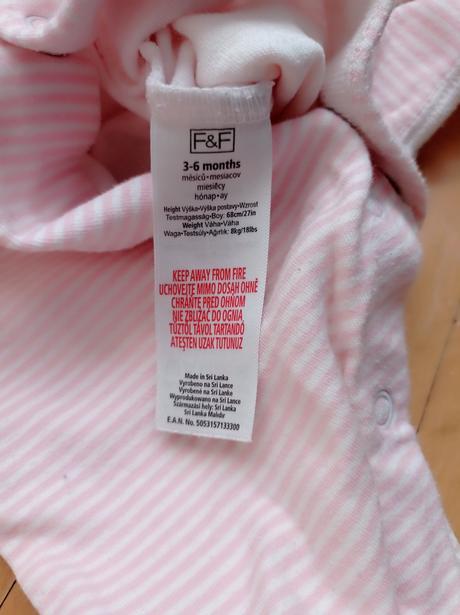 F&F
3-6 months
měsíců•mesiacov
miesięcy
hónap•ay
Height Výška•Výška postavy•Wzrost
Testmagasság•Boy: 68cm/27in
Weight Váha•Váha
Waga•Testsúly•Ağırlık: 8kg/18lbs
KEEP AWAY FROM FIRE
UCHOVEJTE MIMO DOSAH OHNĚ
CHRÁŇTE PRED OHŇOM
NIE ZBLIŻAĆ DO OGNIA
TŰZTŐL TÁVOL TARTANDÓ
ATEŞTEN UZAK TUTUNUZ
Made in Sri Lanka
Vyrobeno na Srí Lance
Vyrobené na Srí Lanke
Wyprodukowano na Sri Lance
Származási hely: Srí Lanka
Sri Lanka Malıdır
E.A.N. No. 5053157133300